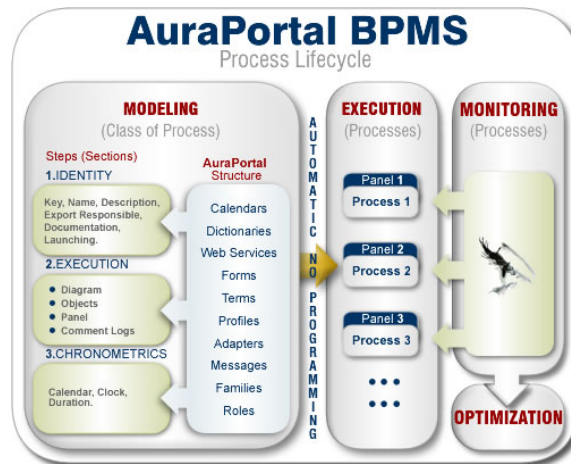 AuraPortal BPMS
Process Lifecycle
MODELING
(Class of Process)
Steps (Sections)
1.IDENTITY
Key, Name, Description,
Export Responsible,
Documentation,
Launching.
2.EXECUTION
Diagram
Objects
Panel
Comment Logs
3.CHRONOMETRICS
Calendar, Clock,
Duration.
AuraPortal
Structure
Calendars
Dictionaries
Web Services
Forms
Terms
Profiles
Adapters
Messages
Families
Roles
AUTOMATIC NO PROGRAMMING
EXECUTION
(Processes)
Panel 1
Process 1
Panel 2
Process 2
Panel 3
Process 3
MONITORING
(Processes)
OPTIMIZATION